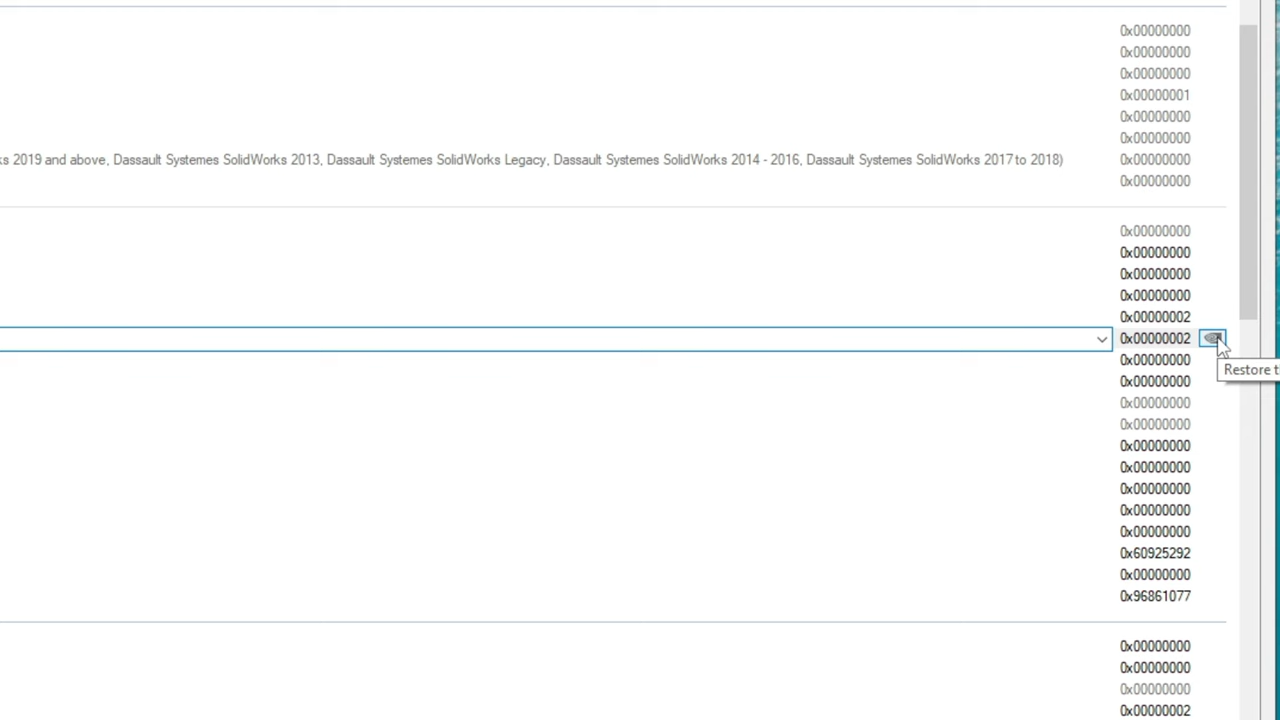 0x00000000
0x00000000
0x00000000
0x00000001
0x00000000
0x00000000
ks 2019 and above, Dassault Systemes SolidWorks 2013, Dassault Systemes SolidWorks Legacy, Dassault Systemes SolidWorks 2014 - 2016, Dassault Systemes SolidWorks 2017 to 2018) 0x00000000
0x00000000
0x00000000
0x00000000
0x00000000
0x00000000
0x00000002
0x00000002
0x00000000
Restore t
0x00000000
0x00000000
0x00000000
0x00000000
0x00000000
0x00000000
0x00000000
0x00000000
0x60925292
0x00000000
0x96861077
0x00000000
0x00000000
0x00000000
0x00000002